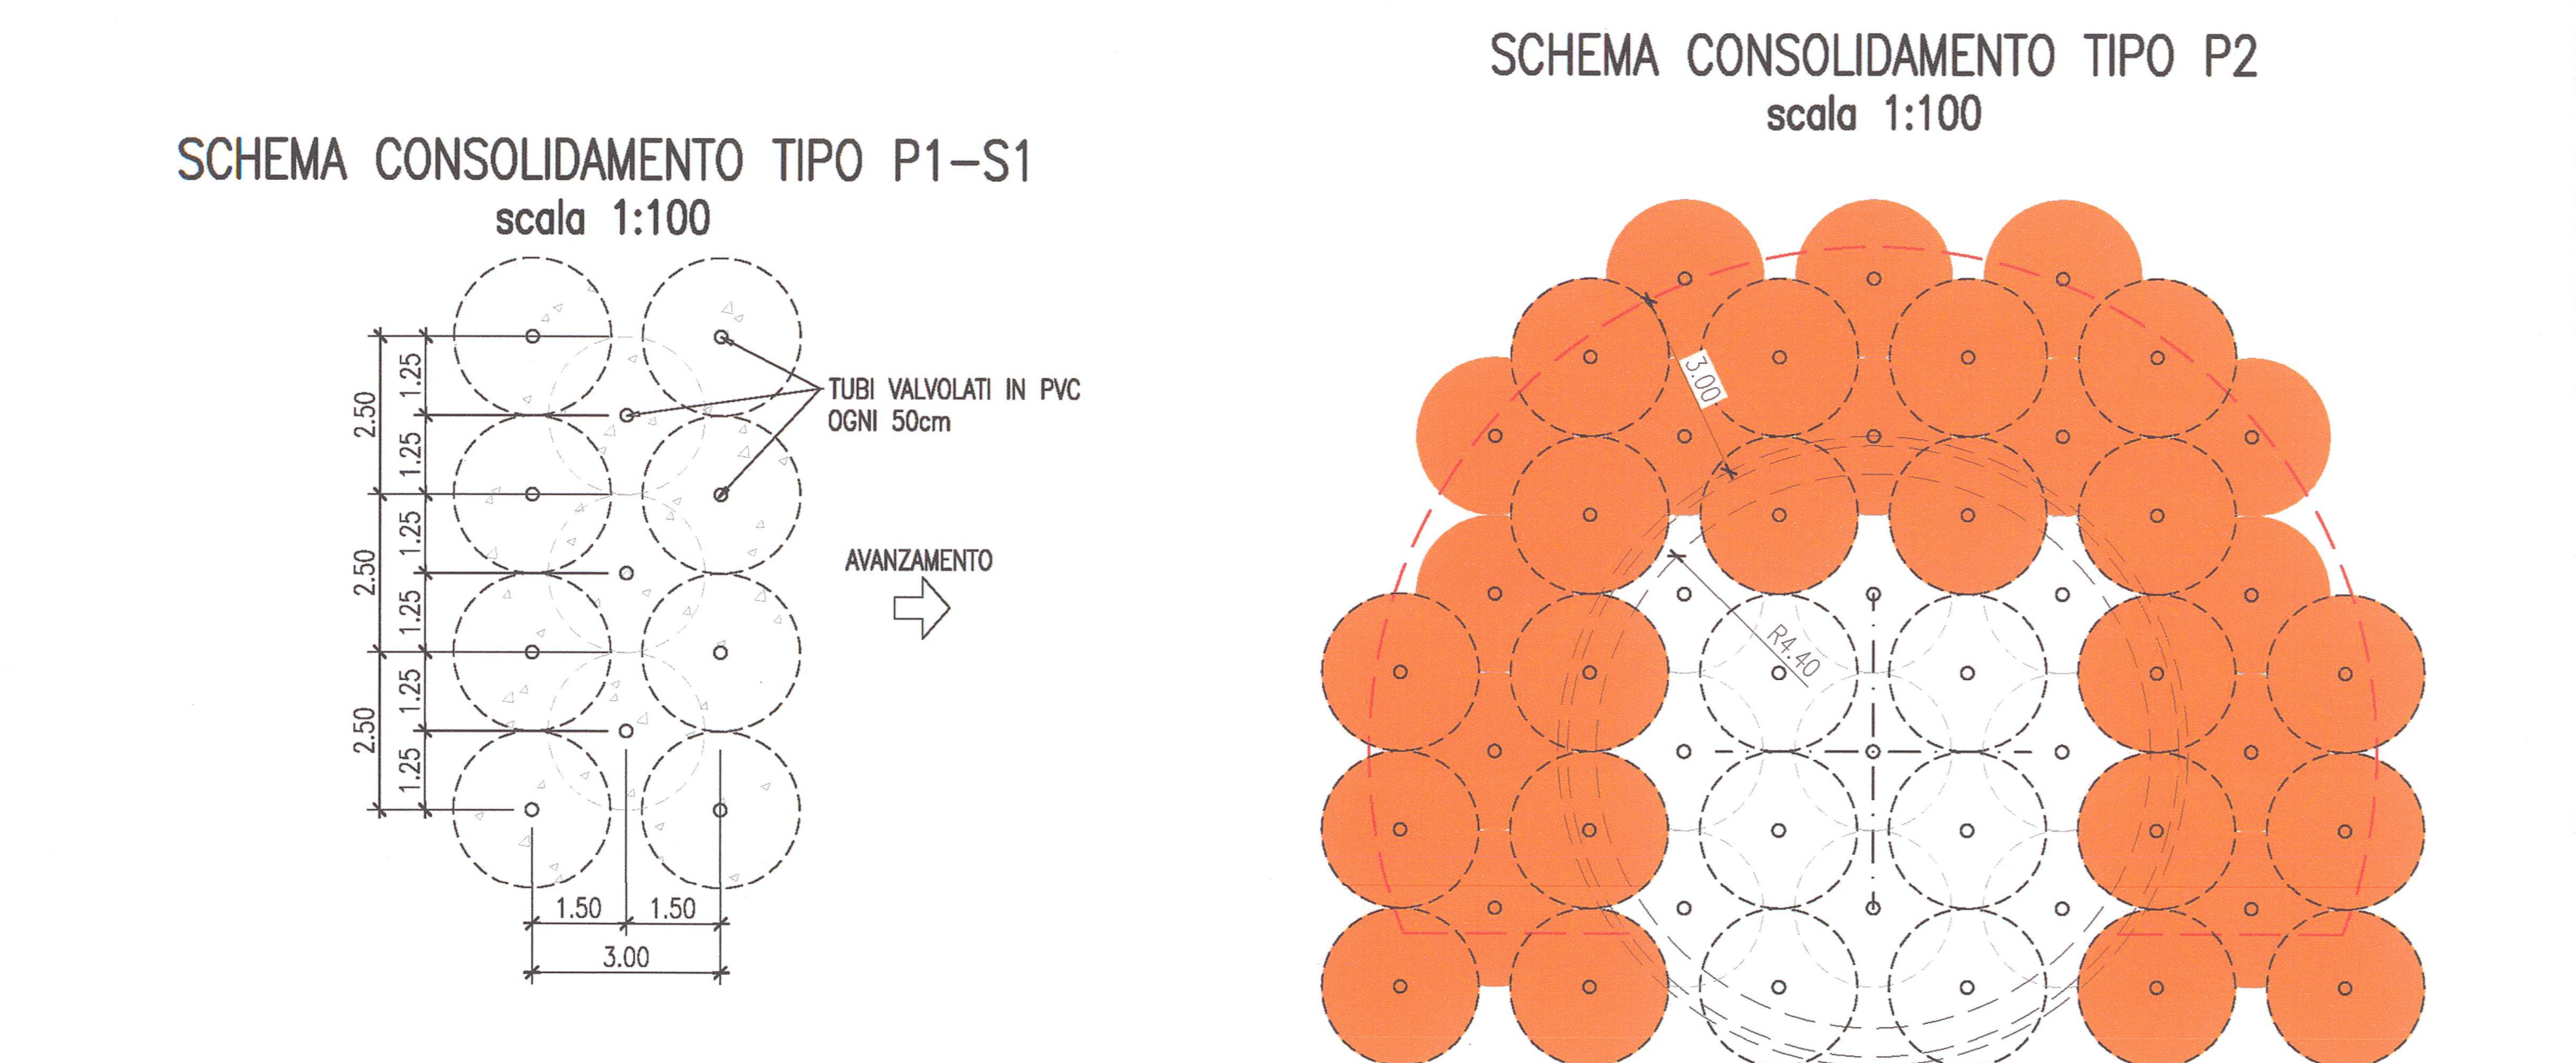 SCHEMA CONSOLIDAMENTO TIPO P1-S1
scala 1:100
1.25
1.25
1.25
1.25
1.25
1.25
2.50
2.50
2.50
TUBI VALVOLATI IN PVC
OGNI 50cm
AVANZAMENTO
1.50
1.50
3.00
SCHEMA CONSOLIDAMENTO TIPO P2
scala 1:100
3.00
R4.40